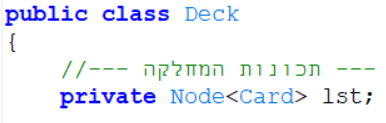 public class Deck
{
//--- תכונות המחלקה ---
private Node<Card> lst;